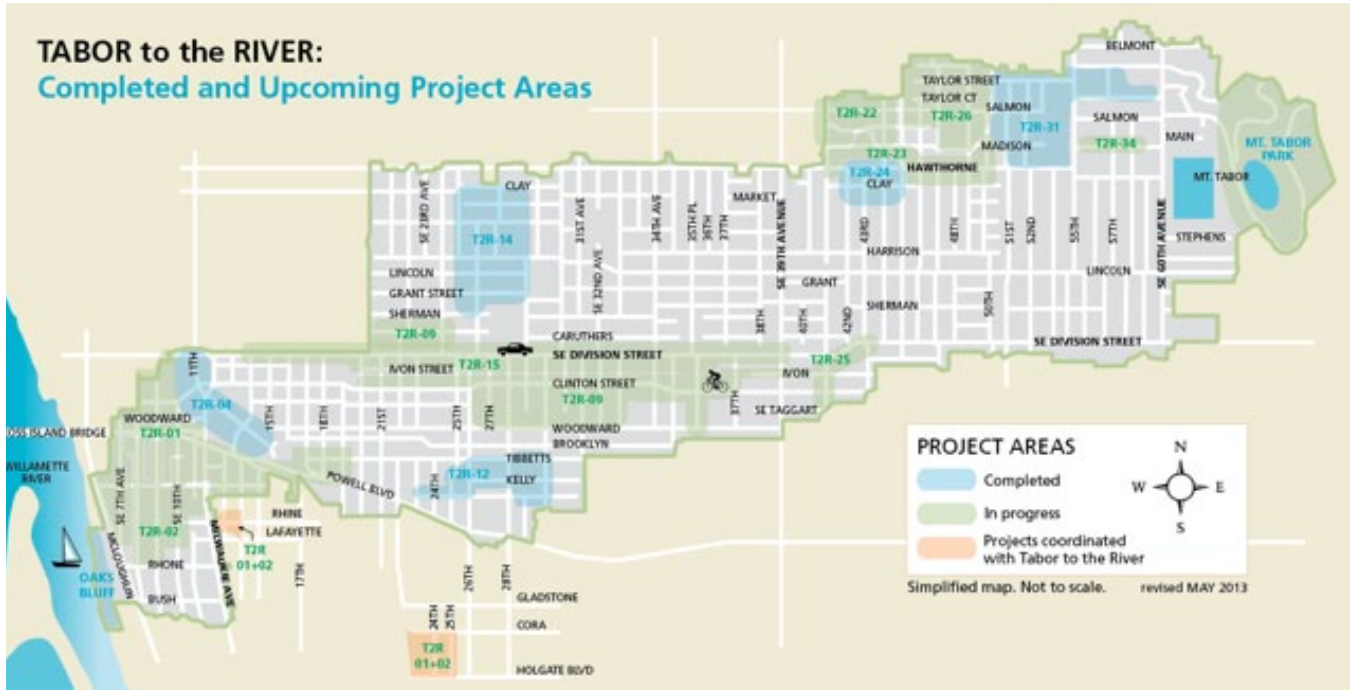 TABOR to the RIVER:
Completed and Upcoming Project Areas
BELMONT
TAYLOR STREET
TAYLOR CT
SALMON
T2R-22
T2R-26
T2R-31
SALMON
MADISON
T2R-34
MAIN
MT. TABOR
PARK
T2R-23
T2R-24
HAWTHORNE
CLAY
MT. TABOR
CLAY
MARKET
SE 23RD AVE
31ST AVE
34TH AVE
35TH PL
36TH
37TH
SE 39TH AVENUE
43RD
48TH
51ST
52ND
55TH
57TH
SE 60TH AVENUE
STEPHENS
T2R-14
HARRISON
LINCOLN
LINCOLN
GRANT STREET
SE 32ND AVE
GRANT
SHERMAN
SHERMAN
38TH
40TH
42ND
50TH
T2R-09
CARUTHERS
SE DIVISION STREET
SE DIVISION STREET
11TH
IVON STREET
T2R-15
T2R-25
IVON
CLINTON STREET
T2R-09
T2R-04
15TH
18TH
21ST
25TH
27TH
37TH
SE TAGGART
WOODWARD
T2R-01
OSS ISLAND BRIDGE
WOODWARD
BROOKLYN
TIBBETTS
WILLAMETTE
RIVER
SE 7TH AVE
SE 10TH
POWELL BLVD
24TH
T2R-12
KELLY
RHINE
LAFAYETTE
T2R-02
MILWAUKIE AVE
T2R
01+02
MCLOUGHLIN
RHONE
OAKS
BLUFF
BUSH
17TH
26TH
28TH
GLADSTONE
24TH
25TH
CORA
T2R
01+02
HOLGATE BLVD
PROJECT AREAS
Completed
In progress
Projects coordinated
with Tabor to the River
N
W
E
S
Simplified map. Not to scale.
revised MAY 2013